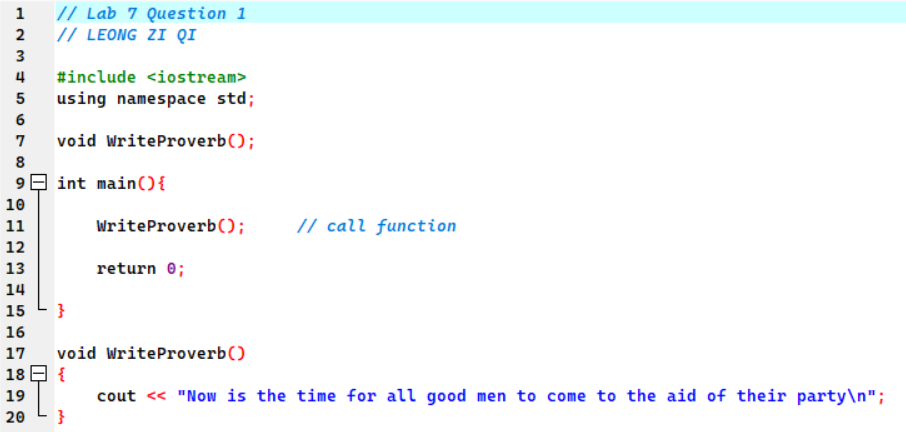 1 // Lab 7 Question 1
2 // LEONG ZI QI
3
4 #include <iostream>
5 using namespace std;
6
7 void WriteProverb();
8
9 int main(){
10
11     WriteProverb();     // call function
12
13     return 0;
14
15 }
16
17 void WriteProverb()
18 {
19     cout << "Now is the time for all good men to come to the aid of their party\n";
20 }